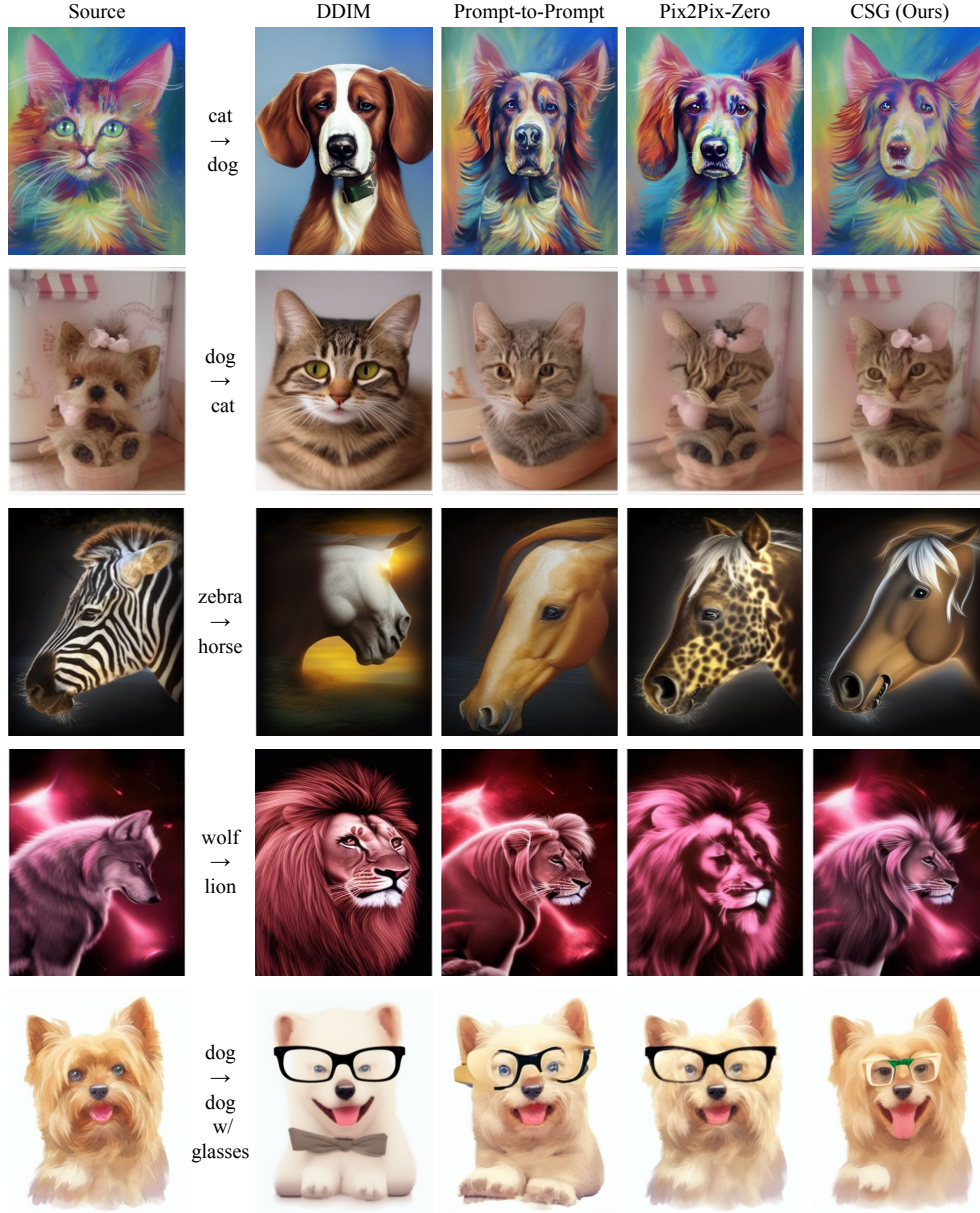 Source DDIM Prompt-to-Prompt Pix2Pix-Zero CSG (Ours)
cat
→
dog
dog
→
cat
zebra
→
horse
wolf
→
lion
dog
→
dog
w/
glasses